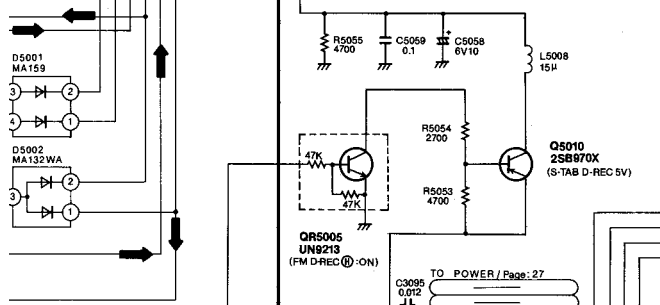 R5055
4700
C5059
0.1
C5058
6V10
L5008
15μ
D5001
MA159
3
2
4
1
D5002
MA132WA
3
2
1
47K
47K
QR5005
UN9213
(FM D-REC Ⓗ:ON)
R5054
2700
R5053
4700
Q5010
2SB970X
(S-TAB D-REC 5V)
C3095
0.012
TO POWER / Page: 27